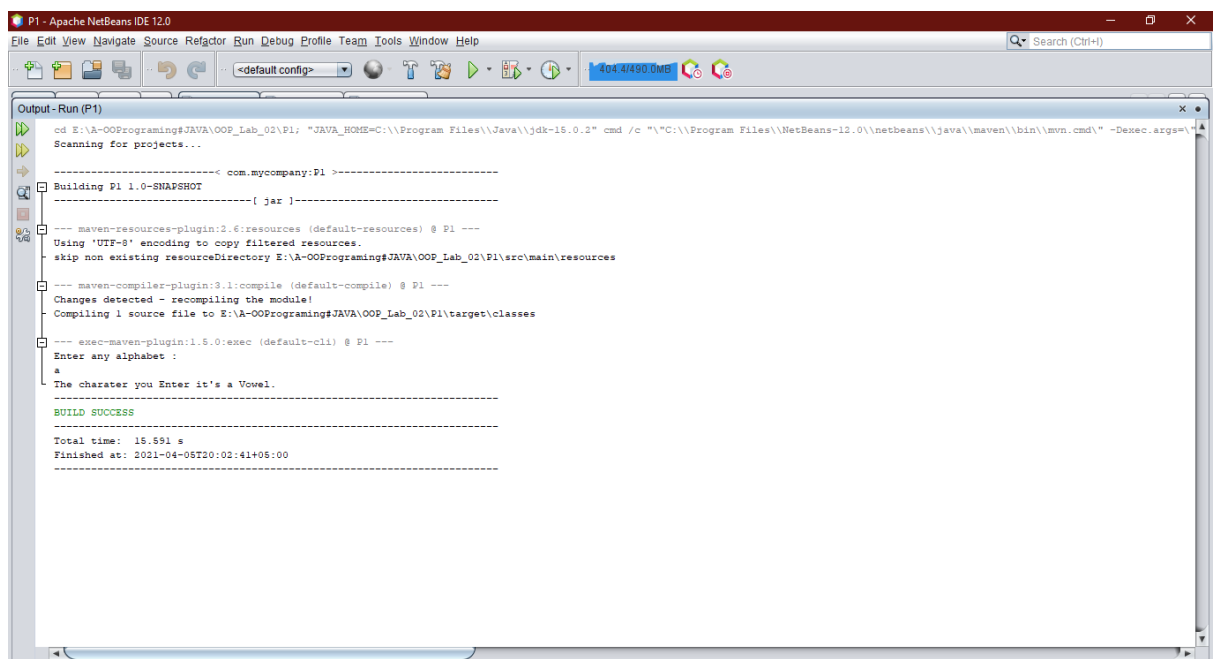 P1 - Apache NetBeans IDE 12.0
File Edit View Navigate Source Refactor Run Debug Profile Team Tools Window Help
Search (Ctrl+I)
<default config>
404.4/490.0MB
Output - Run (P1)
cd E:\A-OOPrograming#JAVA\OOP_Lab_02\P1; "JAVA_HOME=C:\\Program Files\\Java\\jdk-15.0.2" cmd /c "\"C:\\Program Files\\NetBeans-12.0\\netbeans\\java\\maven\\bin\\mvn.cmd\" -Dexec.args=\"
Scanning for projects...
--------------------------< com.mycompany:P1 >--------------------------
Building P1 1.0-SNAPSHOT
--------------------------------[ jar ]---------------------------------
--- maven-resources-plugin:2.6:resources (default-resources) @ P1 ---
Using 'UTF-8' encoding to copy filtered resources.
skip non existing resourceDirectory E:\A-OOPrograming#JAVA\OOP_Lab_02\P1\src\main\resources
--- maven-compiler-plugin:3.1:compile (default-compile) @ P1 ---
Changes detected - recompiling the module!
Compiling 1 source file to E:\A-OOPrograming#JAVA\OOP_Lab_02\P1\target\classes
--- exec-maven-plugin:1.5.0:exec (default-cli) @ P1 ---
Enter any alphabet :
a
The charater you Enter it's a Vowel.
------------------------------------------------------------------------
BUILD SUCCESS
------------------------------------------------------------------------
Total time:  15.591 s
Finished at: 2021-04-05T20:02:41+05:00
------------------------------------------------------------------------